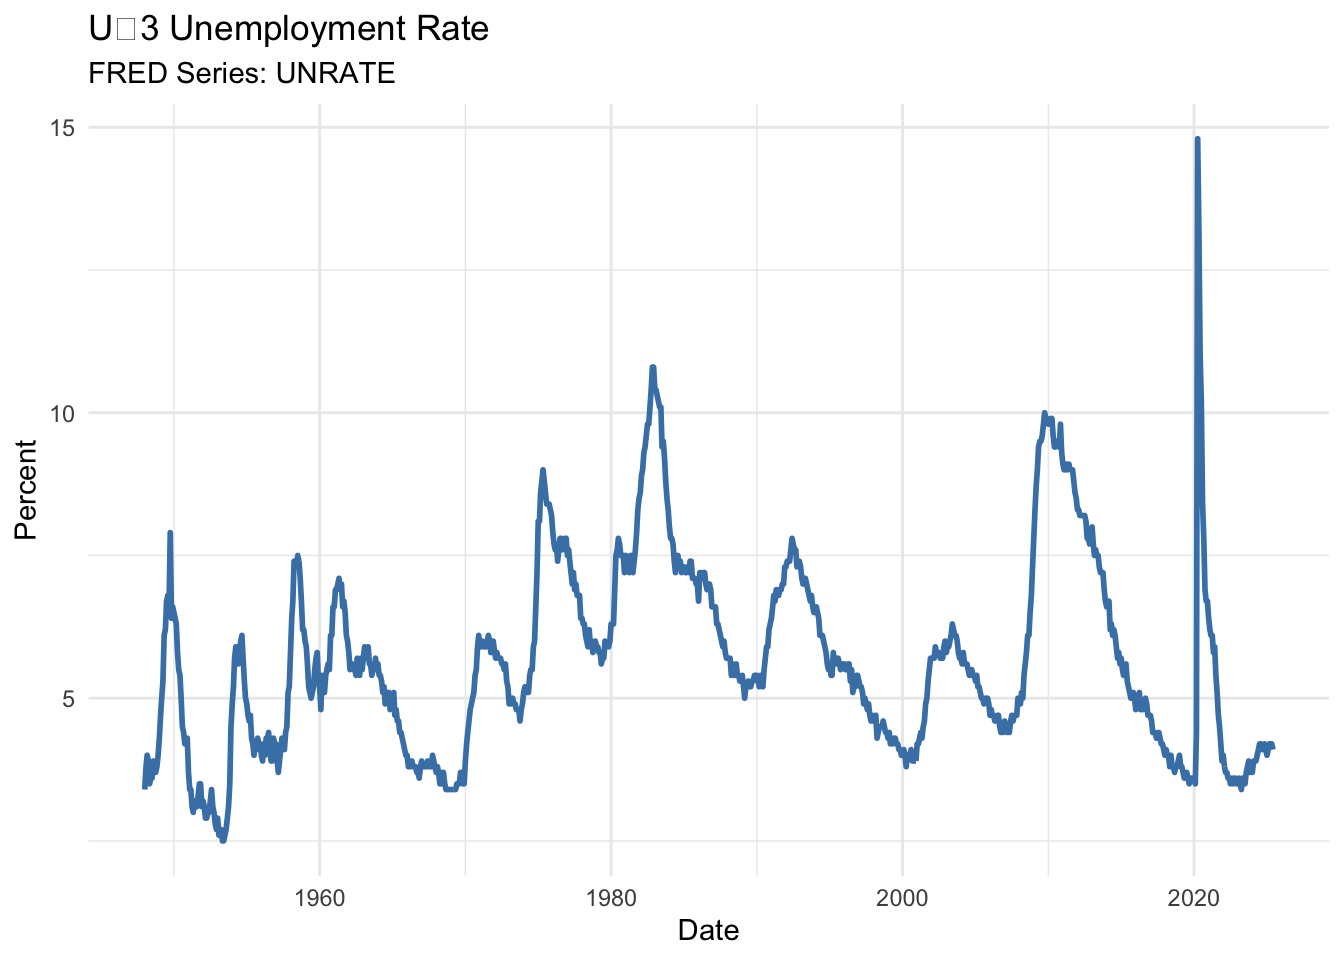 U□3 Unemployment Rate
FRED Series: UNRATE
15
10
5
Percent
1960 1980 2000 2020
Date